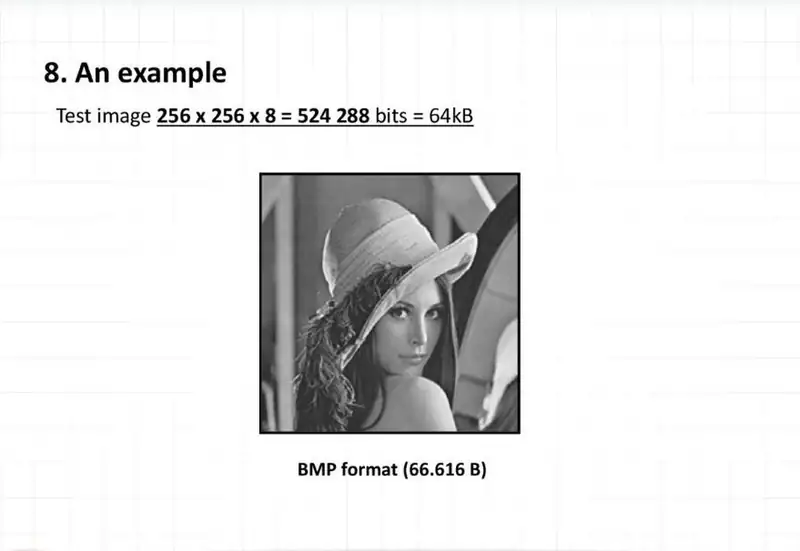 8. An example
Test image 256 x 256 x 8 = 524 288 bits = 64kB
BMP format (66.616 B)